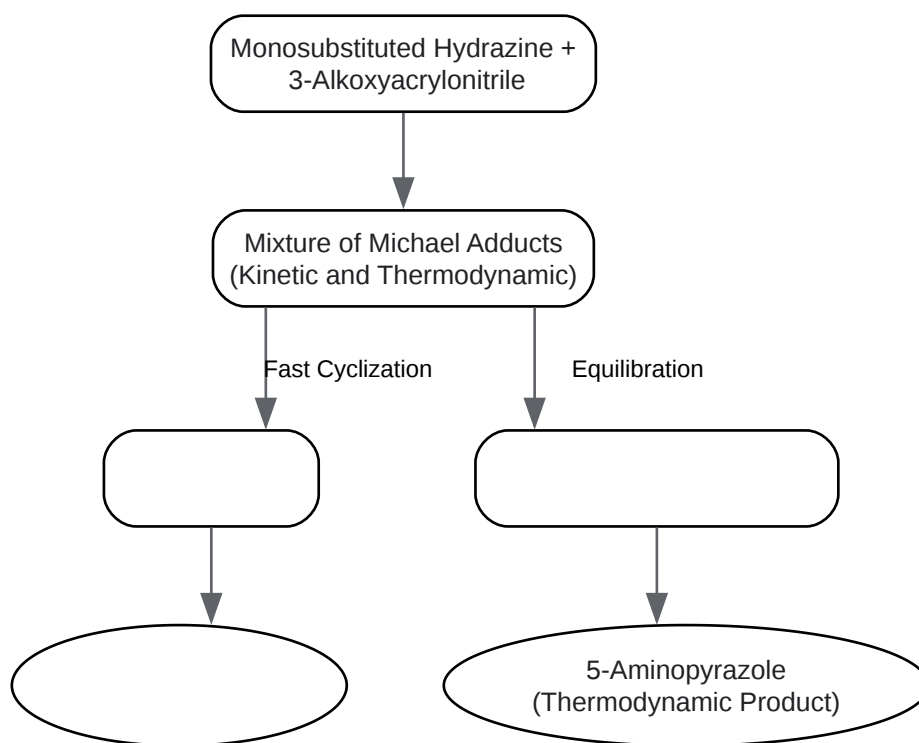 Monosubstituted Hydrazine +
3-Alkoxyacrylonitrile
Mixture of Michael Adducts
(Kinetic and Thermodynamic)
Fast Cyclization
Equilibration
5-Aminopyrazole
(Thermodynamic Product)